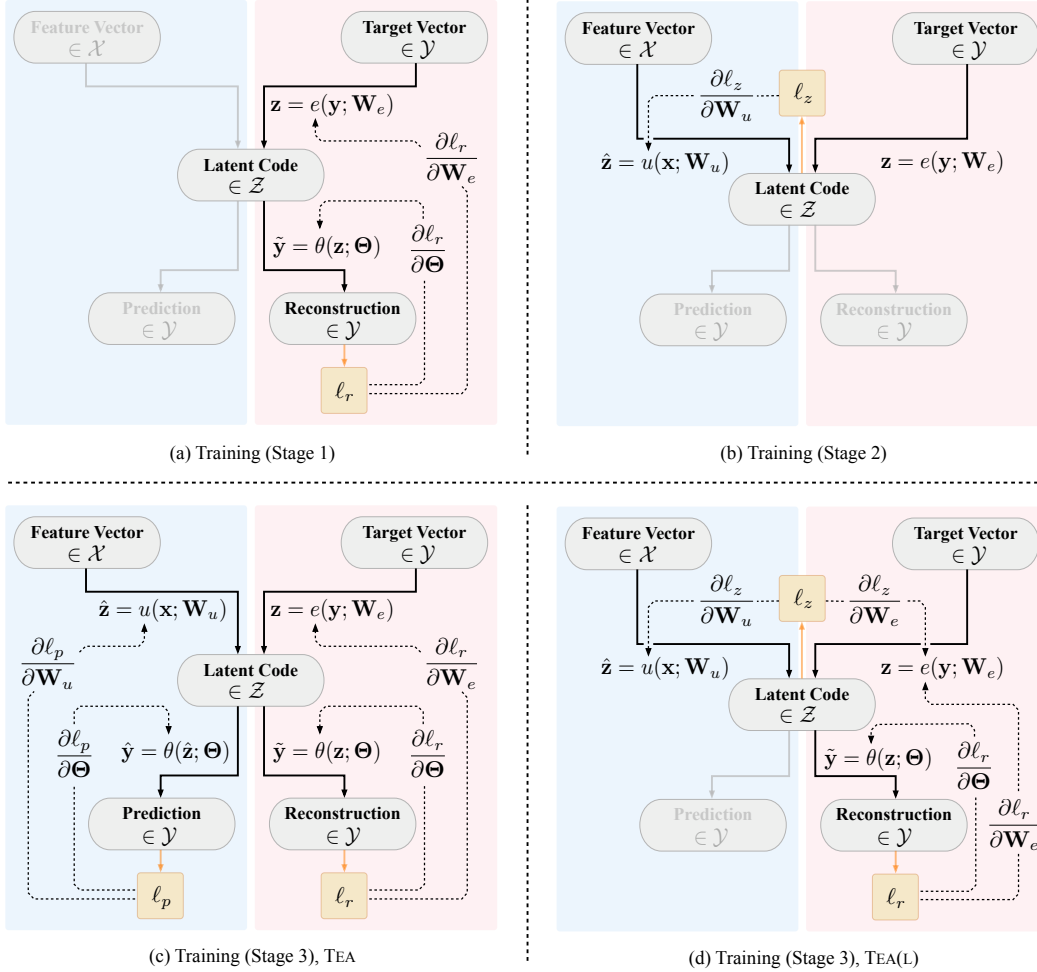 Feature Vector
∈ 𝒳
Target Vector
∈ 𝒴
z = e(y; W_e)
∂ℓ_r
∂W_e
Latent Code
∈ 𝒵
ỹ = θ(z; Θ)
∂ℓ_r
∂Θ
Prediction
∈ 𝒴
Reconstruction
∈ 𝒴
ℓ_r
(a) Training (Stage 1)
Feature Vector
∈ 𝒳
Target Vector
∈ 𝒴
∂ℓ_z
∂W_u
ℓ_z
ẑ = u(x; W_u)
z = e(y; W_e)
Latent Code
∈ 𝒵
Prediction
∈ 𝒴
Reconstruction
∈ 𝒴
(b) Training (Stage 2)
Feature Vector
∈ 𝒳
Target Vector
∈ 𝒴
ẑ = u(x; W_u)
z = e(y; W_e)
∂ℓ_p
∂W_u
∂ℓ_r
∂W_e
Latent Code
∈ 𝒵
∂ℓ_p
∂Θ
ŷ = θ(ẑ; Θ)
ỹ = θ(z; Θ)
∂ℓ_r
∂Θ
Prediction
∈ 𝒴
Reconstruction
∈ 𝒴
ℓ_p
ℓ_r
(c) Training (Stage 3), TEA
Feature Vector
∈ 𝒳
Target Vector
∈ 𝒴
∂ℓ_z
∂W_u
ℓ_z
∂ℓ_z
∂W_e
ẑ = u(x; W_u)
z = e(y; W_e)
Latent Code
∈ 𝒵
ỹ = θ(z; Θ)
∂ℓ_r
∂Θ
Prediction
∈ 𝒴
Reconstruction
∈ 𝒴
∂ℓ_r
∂W_e
ℓ_r
(d) Training (Stage 3), TEA(L)